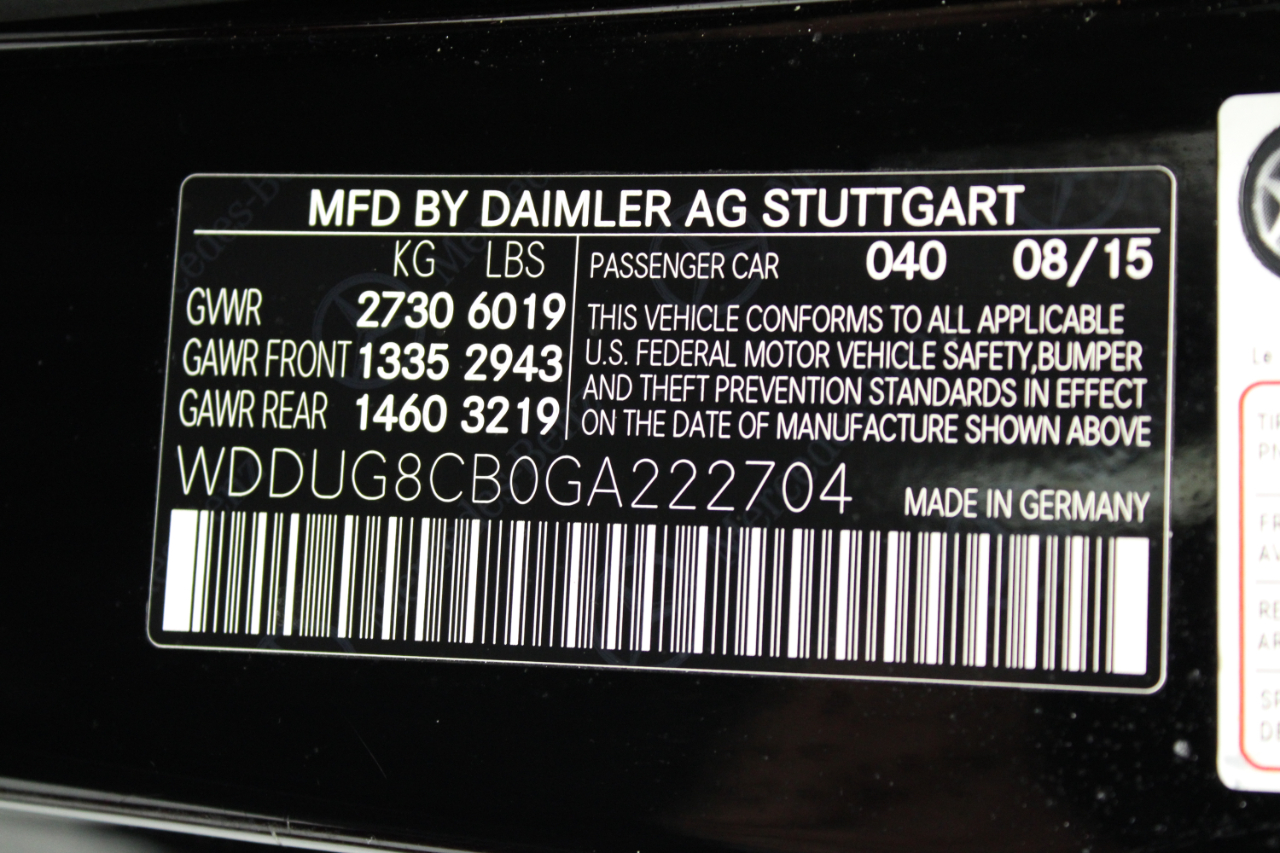 MFD BY DAIMLER AG STUTTGART
KG LBS
GVWR 2730 6019
GAWR FRONT 1335 2943
GAWR REAR 1460 3219
PASSENGER CAR 040 08/15
THIS VEHICLE CONFORMS TO ALL APPLICABLE
U.S. FEDERAL MOTOR VEHICLE SAFETY,BUMPER
AND THEFT PREVENTION STANDARDS IN EFFECT
ON THE DATE OF MANUFACTURE SHOWN ABOVE
WDDUG8CB0GA222704
MADE IN GERMANY
Le